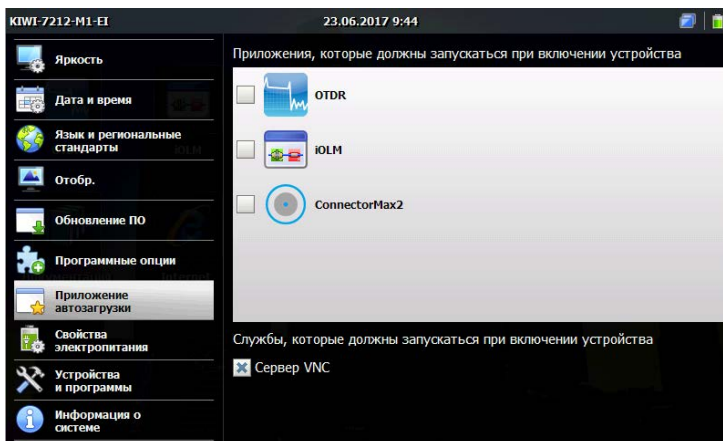 KIWI-7212-M1-EI
23.06.2017 9:44
Яркость
Дата и время
Язык и региональные
стандарты
Отобр.
Обновление ПО
Программные опции
Приложение
автозагрузки
Свойства
электропитания
Устройства
и программы
Информация о
системе
Приложения, которые должны запускаться при включении устройства
OTDR
iOLM
ConnectorMax2
Службы, которые должны запускаться при включении устройства
Сервер VNC